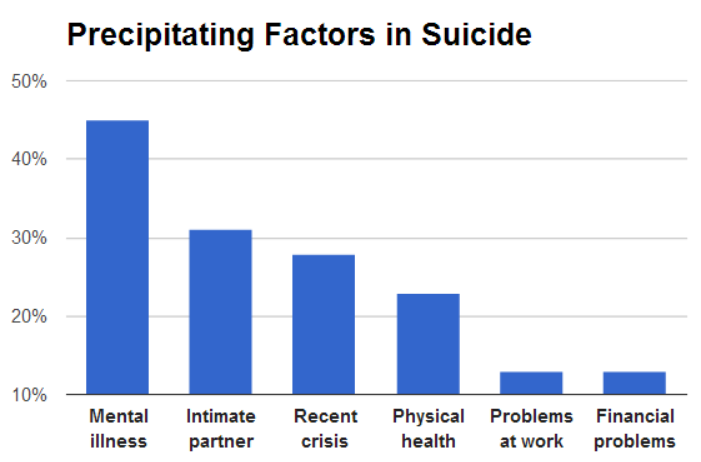 Precipitating Factors in Suicide
50%
40%
30%
20%
10%
Mental illness
Intimate partner
Recent crisis
Physical health
Problems at work
Financial problems